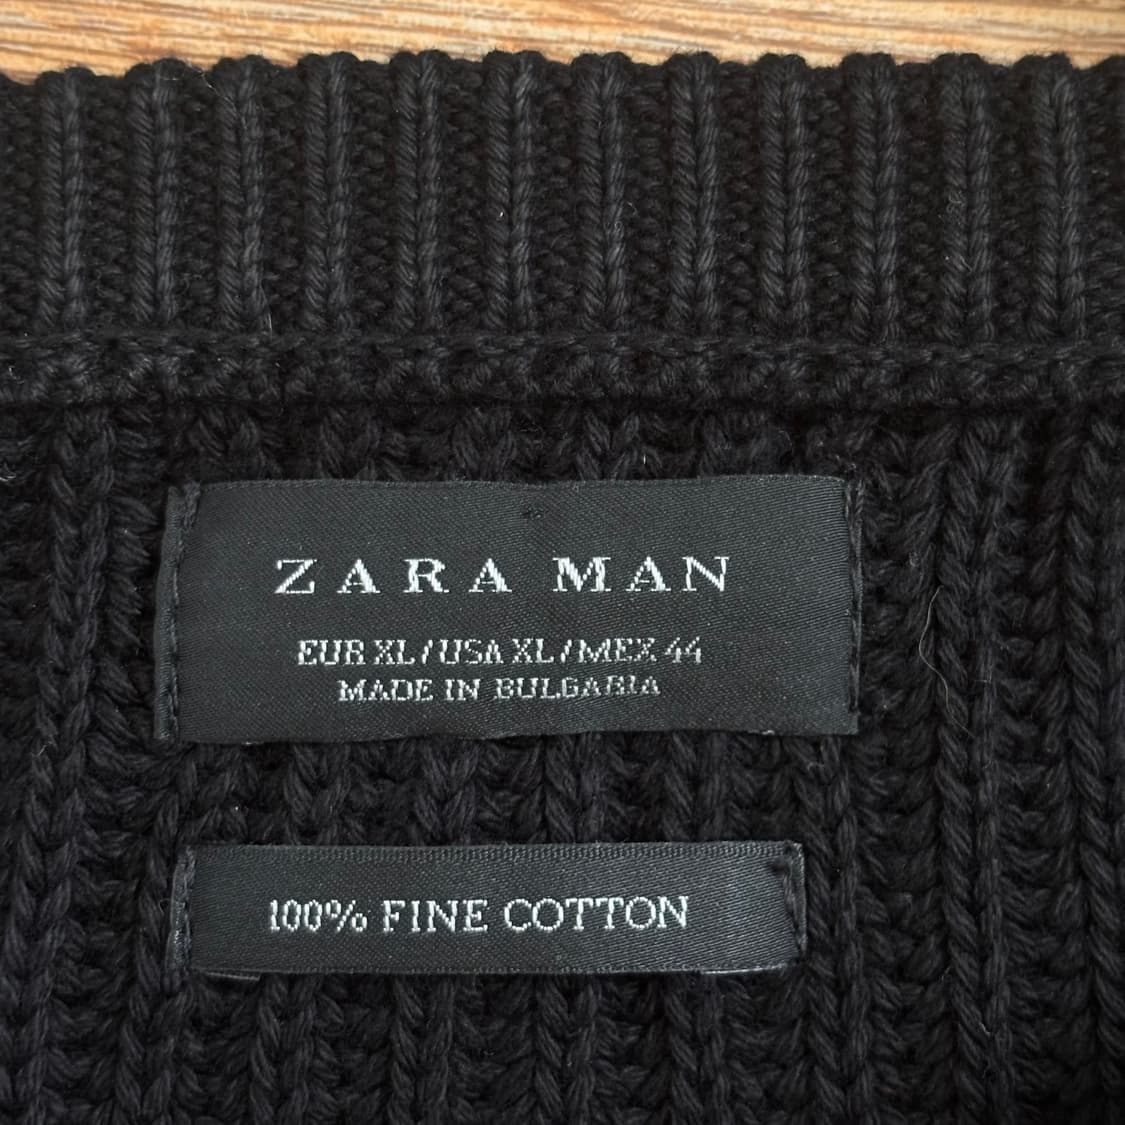 ZARA MAN
EUR XL/USA XL/MEX 44
MADE IN BULGARIA
100% FINE COTTON